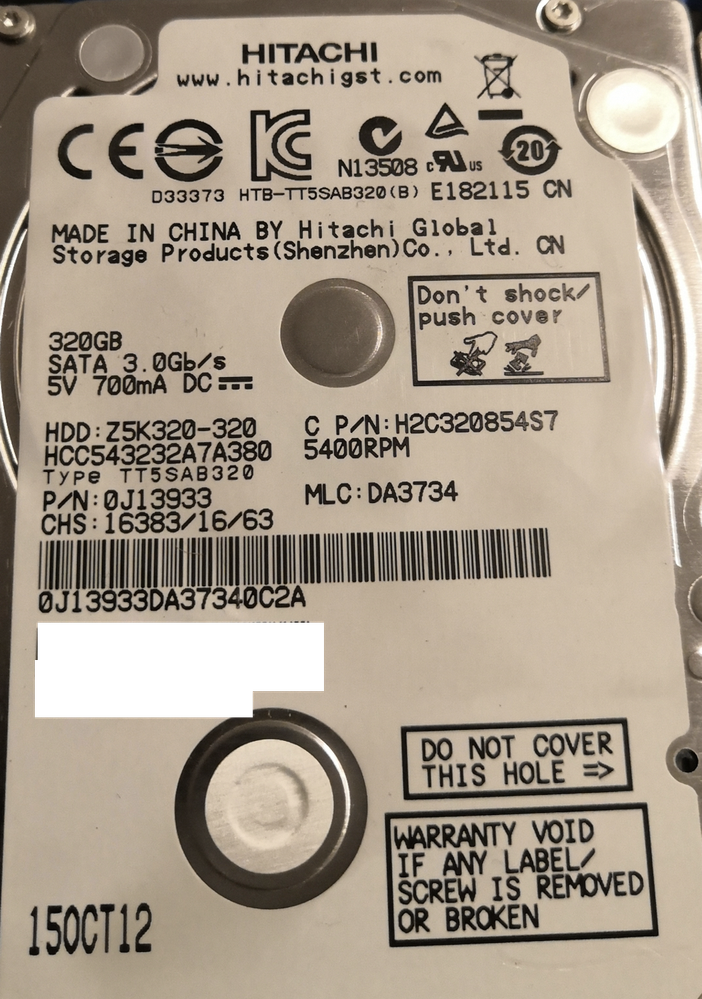 HITACHI
www.hitachigst.com
N13508 c RU US 20
D33373 HTB-TT5SAB320(B) E182115 CN
MADE IN CHINA BY Hitachi Global
Storage Products(Shenzhen)Co., Ltd. CN
Don't shock/
push cover
320GB
SATA 3.0Gb/s
5V 700mA DC
HDD:Z5K320-320 C P/N:H2C320854S7
HCC543232A7A380 5400RPM
Type TT5SAB320
P/N:0J13933 MLC:DA3734
CHS:16383/16/63
0J13933DA37340C2A
DO NOT COVER
THIS HOLE =>
WARRANTY VOID
IF ANY LABEL/
SCREW IS REMOVED
OR BROKEN
15OCT12